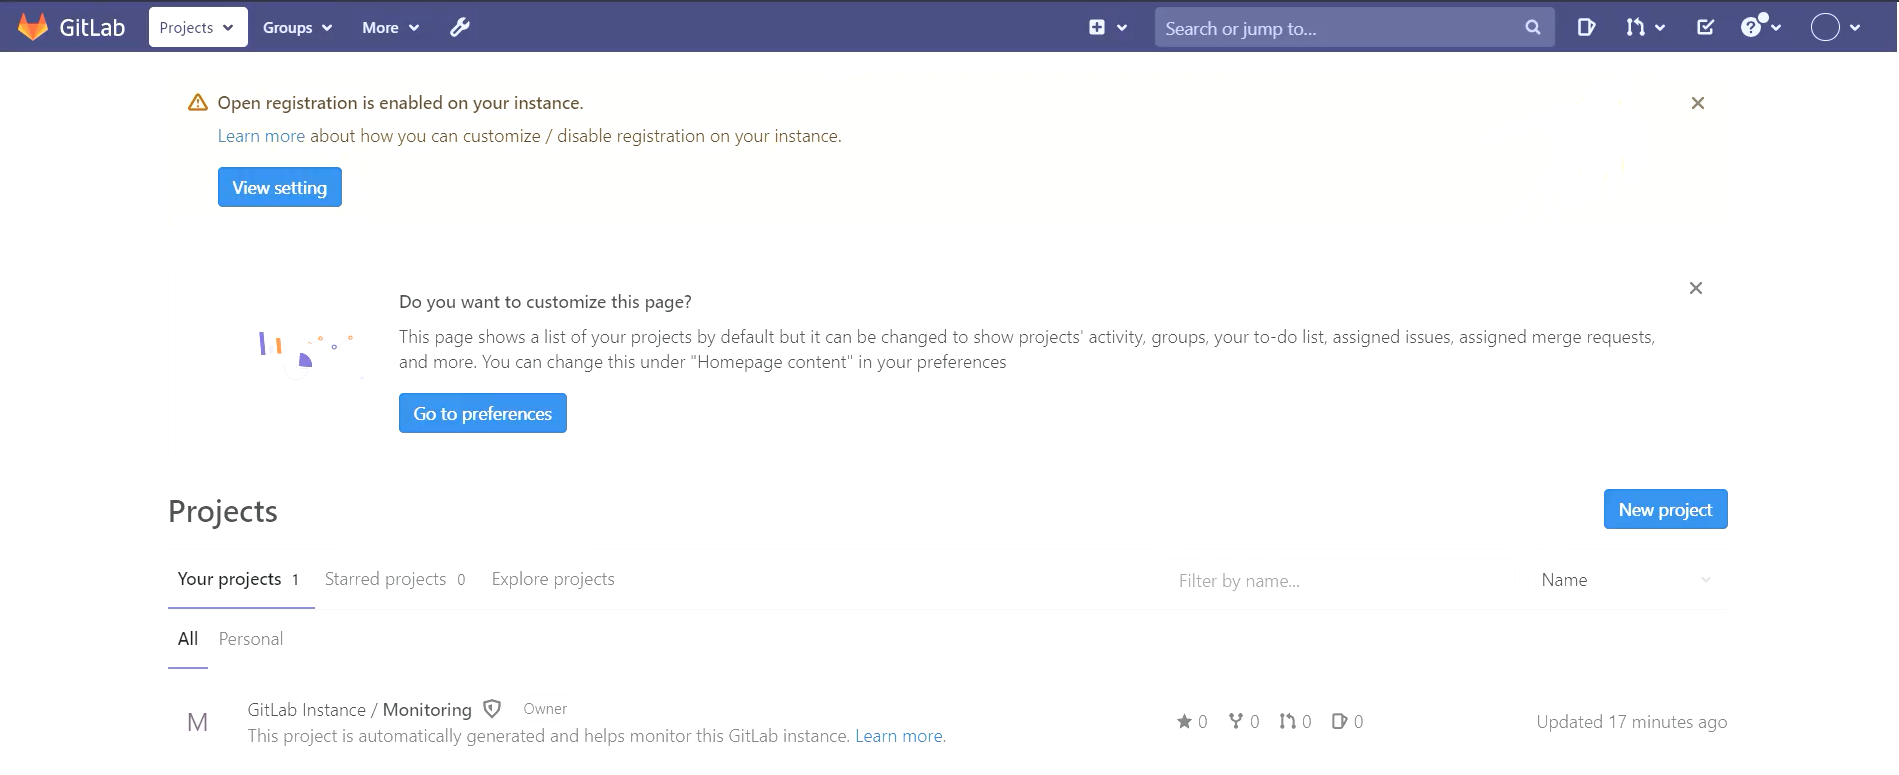 GitLab Projects Groups More Search or jump to...
Open registration is enabled on your instance.
Learn more about how you can customize / disable registration on your instance.
View setting
Do you want to customize this page?
This page shows a list of your projects by default but it can be changed to show projects' activity, groups, your to-do list, assigned issues, assigned merge requests,
and more. You can change this under "Homepage content" in your preferences
Go to preferences
Projects
New project
Your projects 1 Starred projects 0 Explore projects Filter by name... Name
All Personal
M
GitLab Instance / Monitoring Owner
This project is automatically generated and helps monitor this GitLab instance. Learn more.
0 0 0 0 Updated 17 minutes ago